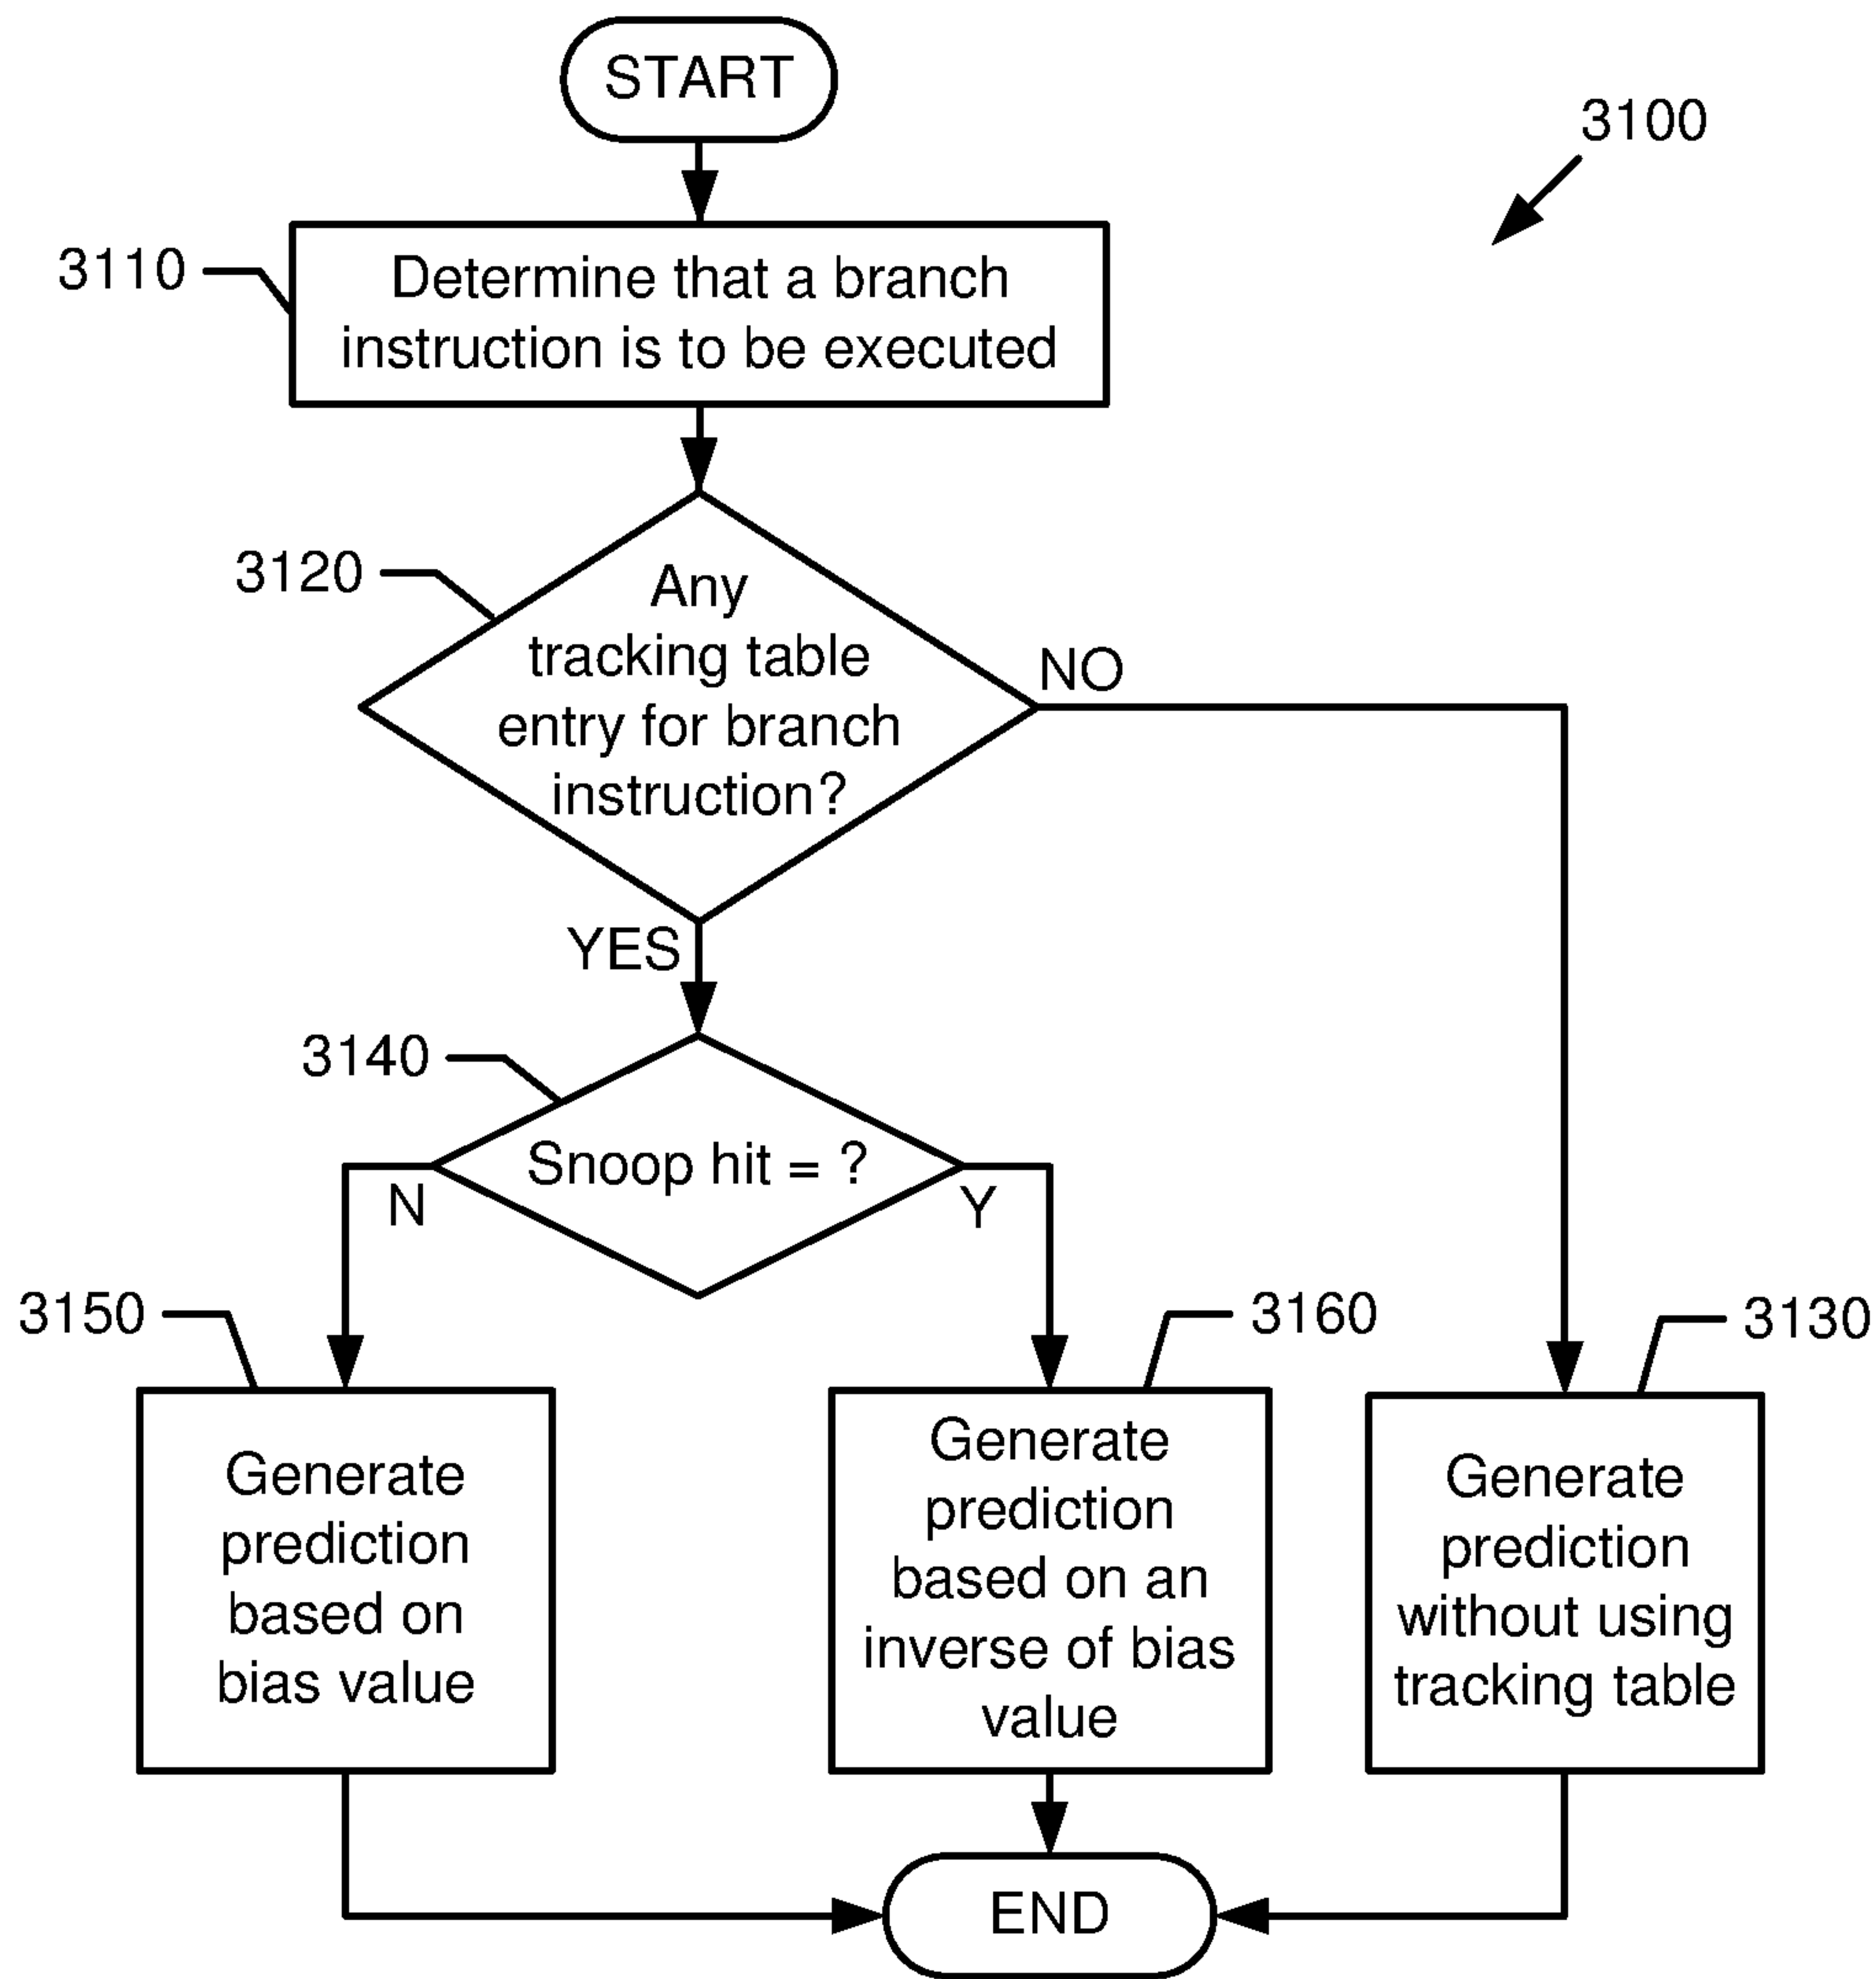 START
3100
3110
Determine that a branch
instruction is to be executed
3120
Any
tracking table
entry for branch
instruction?
NO
YES
3140
Snoop hit = ?
N
Y
3150
Generate
prediction
based on
bias value
3160
Generate
prediction
based on an
inverse of bias
value
3130
Generate
prediction
without using
tracking table
END